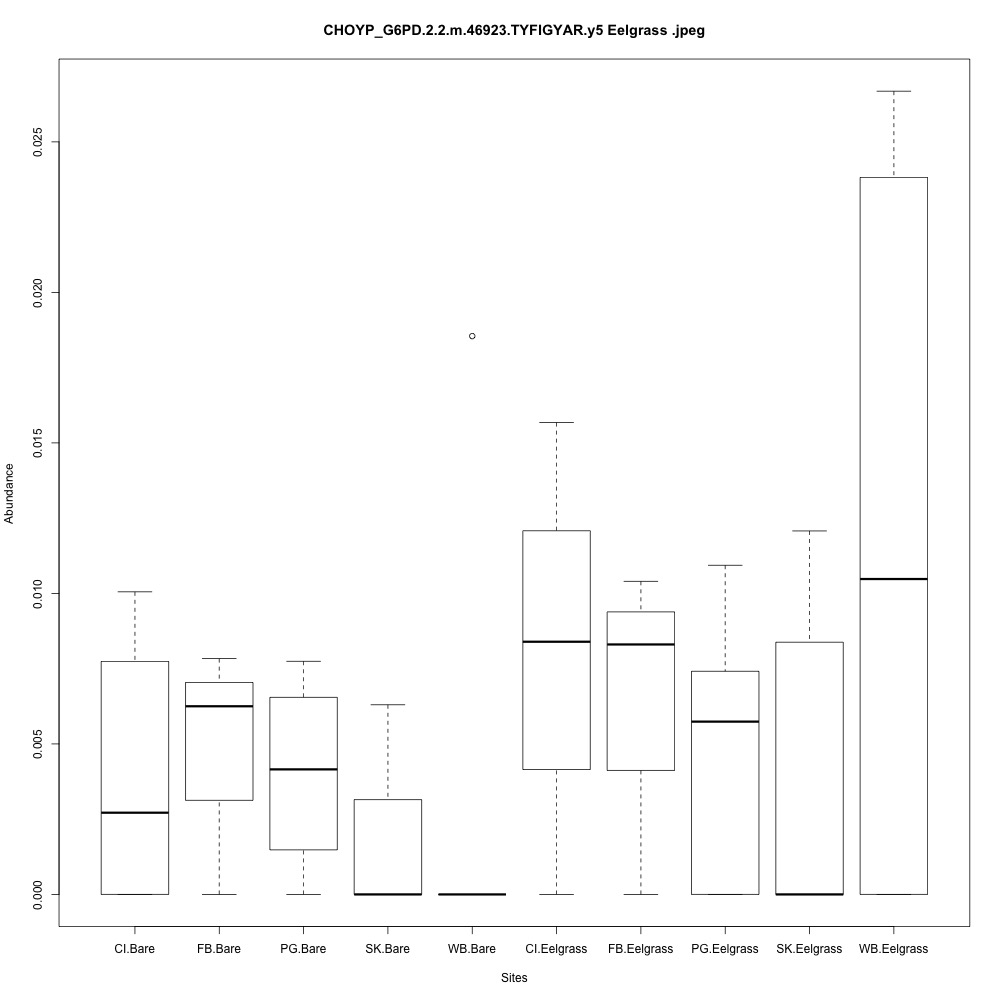 CHOYP_G6PD.2.2.m.46923.TYFIGYAR.y5 Eelgrass .jpeg
Abundance
0.025
0.020
0.015
0.010
0.005
0.000
CI.Bare FB.Bare PG.Bare SK.Bare WB.Bare CI.Eelgrass FB.Eelgrass PG.Eelgrass SK.Eelgrass WB.Eelgrass
Sites